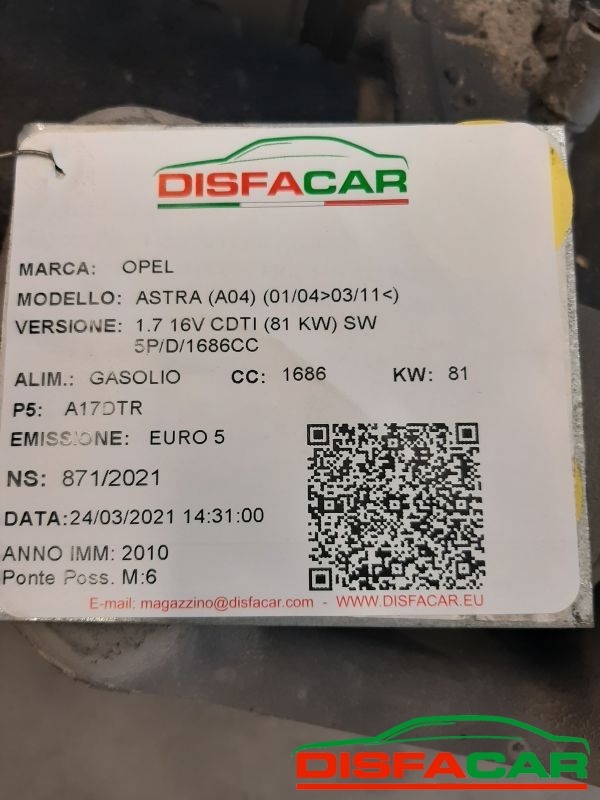 DISFACAR
MARCA: OPEL
MODELLO: ASTRA (A04) (01/04>03/11<)
VERSIONE: 1.7 16V CDTI (81 KW) SW
5P/D/1686CC
ALIM.: GASOLIO CC: 1686 KW: 81
P5: A17DTR
EMISSIONE: EURO 5
NS: 871/2021
DATA:24/03/2021 14:31:00
ANNO IMM: 2010
Ponte Poss. M:6
E-mail: magazzino@disfacar.com - WWW.DISFACAR.EU
DISFACAR